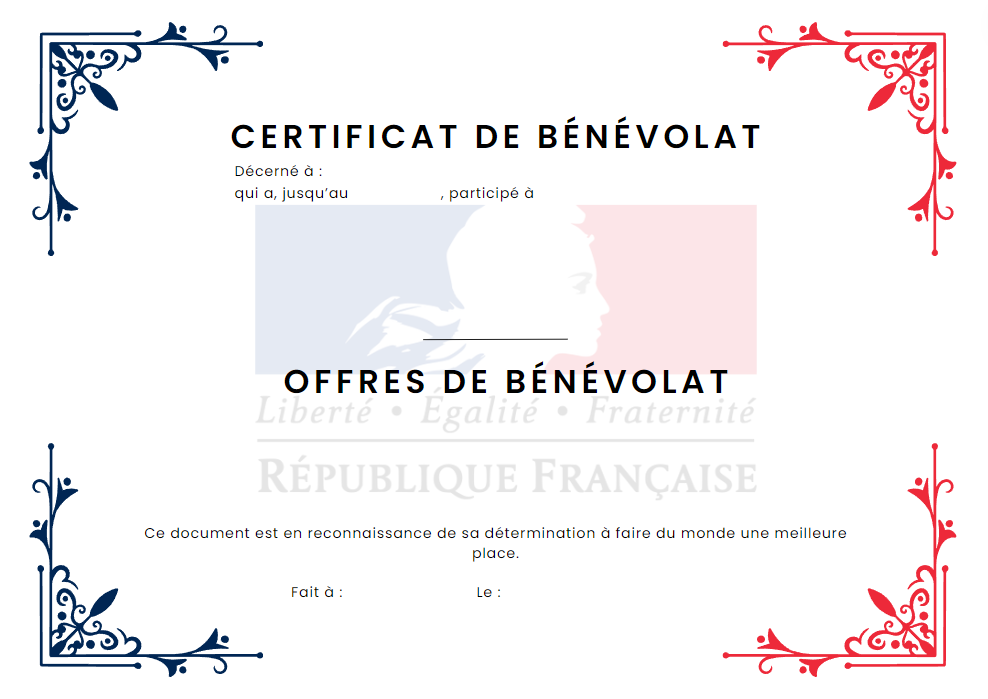 CERTIFICAT DE BÉNÉVOLAT
Décerné à :
qui a, jusqu’au , participé à
OFFRES DE BÉNÉVOLAT
Liberté • Égalité • Fraternité
RÉPUBLIQUE FRANÇAISE
Ce document est en reconnaissance de sa détermination à faire du monde une meilleure
place.
Fait à : Le :